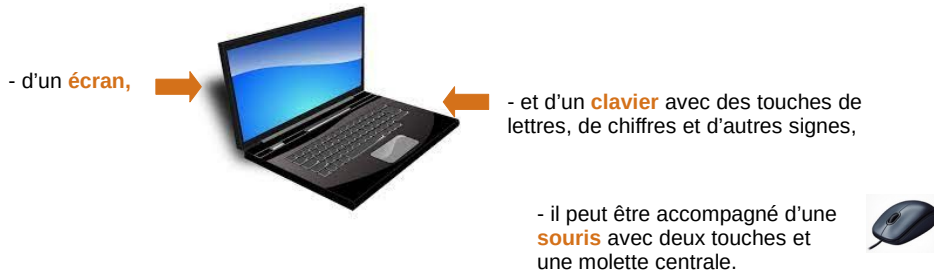 - d’un écran,
- et d’un clavier avec des touches de
lettres, de chiffres et d’autres signes,
- il peut être accompagné d’une
souris avec deux touches et
une molette centrale.